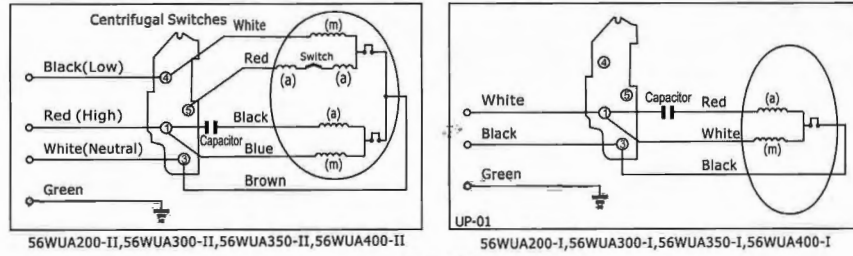 Centrifugal Switches
White
(m)
Black(Low)
④
Red
Switch
(a)
(a)
⑤
Red (High)
①
Black
(a)
Capacitor
White(Neutral)
Blue
(m)
③
Brown
Green
56WUA200-II,56WUA300-II,56WUA350-II,56WUA400-II
④
⑤
Capacitor
Red
(a)
White
①
White
(m)
Black
③
Black
Green
UP-01
56WUA200-I,56WUA300-I,56WUA350-I,56WUA400-I